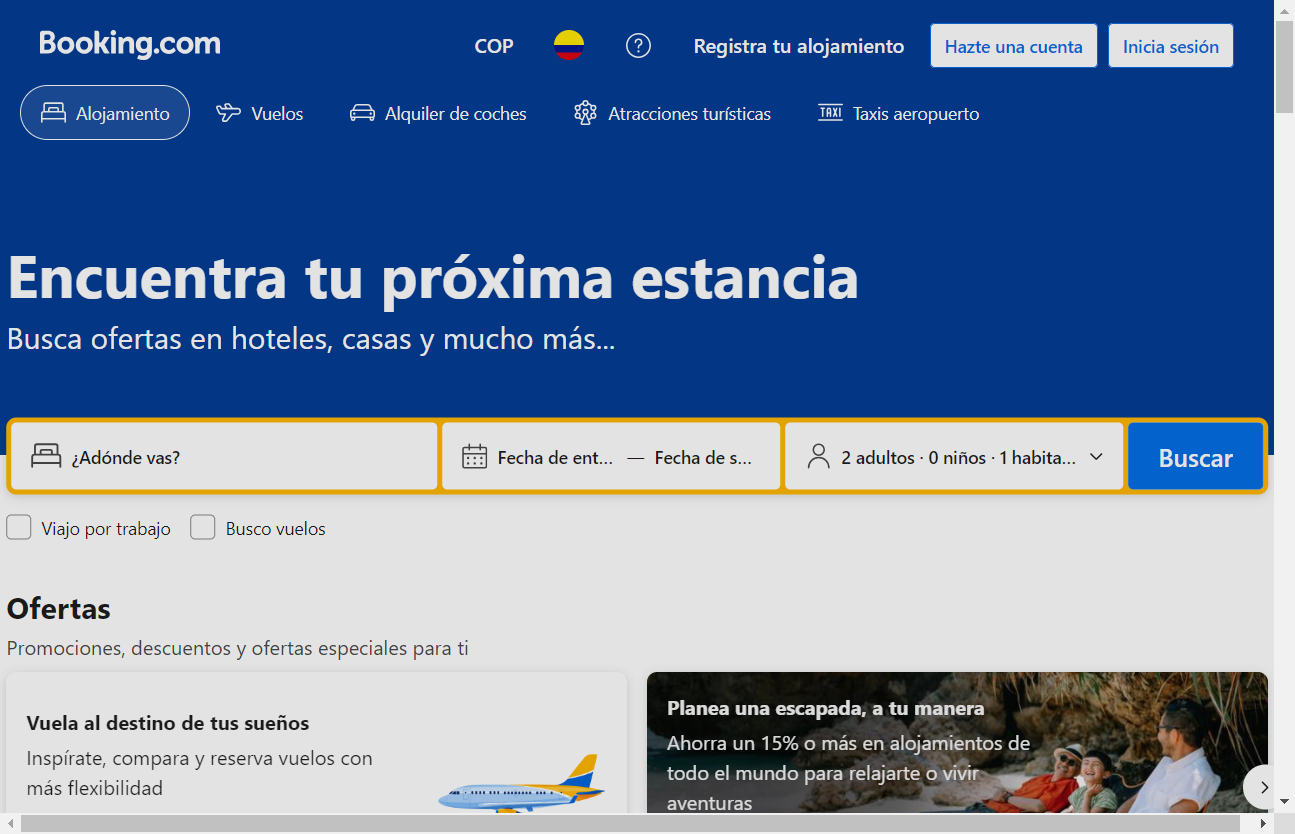 Booking.com
COP
?
Registra tu alojamiento
Hazte una cuenta
Inicia sesión
Alojamiento
Vuelos
Alquiler de coches
Atracciones turísticas
TAXI Taxis aeropuerto
Encuentra tu próxima estancia
Busca ofertas en hoteles, casas y mucho más...
¿Adónde vas?
Fecha de ent... — Fecha de s...
2 adultos · 0 niños · 1 habita...
Buscar
Viajo por trabajo
Busco vuelos
Ofertas
Promociones, descuentos y ofertas especiales para ti
Vuela al destino de tus sueños
Inspírate, compara y reserva vuelos con
más flexibilidad
Planea una escapada, a tu manera
Ahorra un 15% o más en alojamientos de
todo el mundo para relajarte o vivir
aventuras